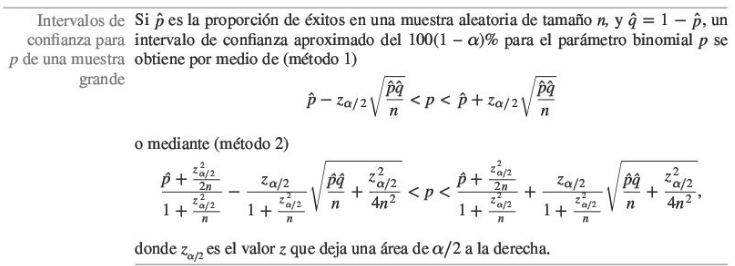 Intervalos de
confianza para
p de una muestra
grande
Si p̂ es la proporción de éxitos en una muestra aleatoria de tamaño n, y q̂ = 1 − p̂, un
intervalo de confianza aproximado del 100(1 − α)% para el parámetro binomial p se
obtiene por medio de (método 1)
$\hat{p} - z_{\alpha/2}\sqrt{\frac{\hat{p}\hat{q}}{n}} < p < \hat{p} + z_{\alpha/2}\sqrt{\frac{\hat{p}\hat{q}}{n}}$
o mediante (método 2)
$\frac{\hat{p} + \frac{z_{\alpha/2}^2}{2n}}{1 + \frac{z_{\alpha/2}^2}{n}} - \frac{z_{\alpha/2}}{1 + \frac{z_{\alpha/2}^2}{n}}\sqrt{\frac{\hat{p}\hat{q}}{n} + \frac{z_{\alpha/2}^2}{4n^2}} < p < \frac{\hat{p} + \frac{z_{\alpha/2}^2}{2n}}{1 + \frac{z_{\alpha/2}^2}{n}} + \frac{z_{\alpha/2}}{1 + \frac{z_{\alpha/2}^2}{n}}\sqrt{\frac{\hat{p}\hat{q}}{n} + \frac{z_{\alpha/2}^2}{4n^2}},$
donde $z_{\alpha/2}$ es el valor z que deja una área de α/2 a la derecha.